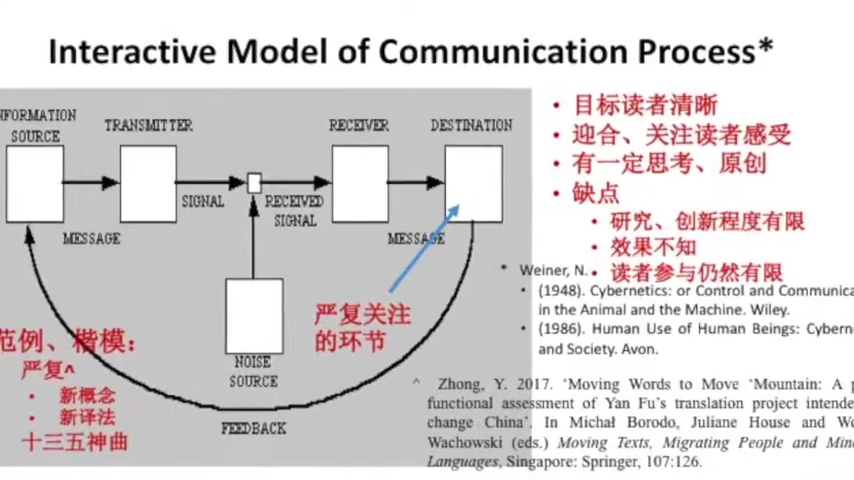 Interactive Model of Communication Process*
NFORMATION
SOURCE
TRANSMITTER
RECEIVER
DESTINATION
SIGNAL
RECEIVED
SIGNAL
MESSAGE
MESSAGE
NOISE
SOURCE
FEEDBACK
严复关注
的环节
范例、楷模：
严复^
• 新概念
• 新译法
十三五神曲
• 目标读者清晰
• 迎合、关注读者感受
• 有一定思考、原创
• 缺点
• 研究、创新程度有限
• 效果不知
• 读者参与仍然有限
* Weiner, N.
• (1948). Cybernetics: or Control and Communica
in the Animal and the Machine. Wiley.
• (1986). Human Use of Human Beings: Cyberne
and Society. Avon.
^ Zhong, Y. 2017. ‘Moving Words to Move ‘Mountain: A p
functional assessment of Yan Fu’s translation project intende
change China’. In Michał Borodo, Juliane House and Wo
Wachowski (eds.) Moving Texts, Migrating People and Mino
Languages, Singapore: Springer, 107:126.